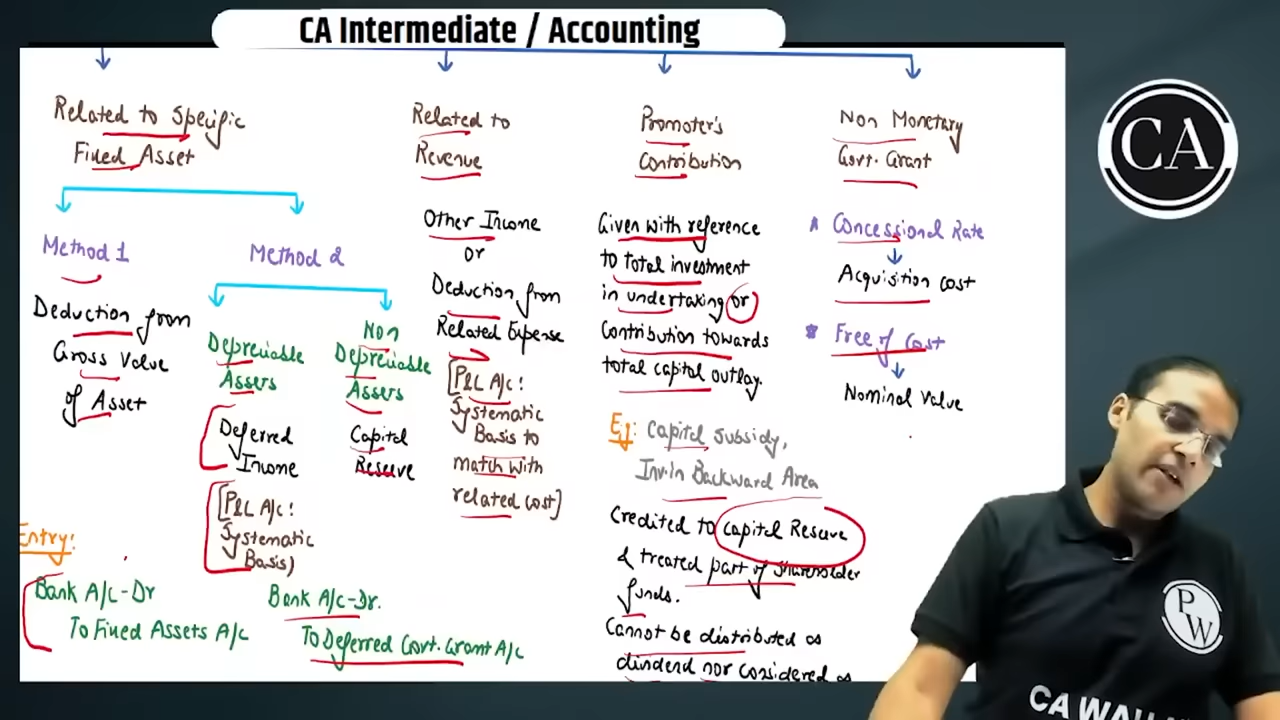 CA Intermediate / Accounting
CA
Related to Specific
Fixed Asset
Method 1
Deduction from
Gross Value
of Asset
Method 2
Depreciable
Assets
Deferred
Income
[P&L A/c:
Systematic
Basis)
Non
Depreciable
Assets
Capital
Reserve
Entry:
Bank A/c-Dr
To Fixed Assets A/c
Bank A/c-Dr.
To Deferred Govt. Grant A/c
Related to
Revenue
Other Income
or
Deduction from
Related Expense
[P&L A/c:
Systematic
Basis to
match with
related cost]
Promoter's
Contribution
Given with reference
to total investment
in undertaking or
Contribution towards
total capital outlay.
Eg: Capital Subsidy,
Inv. in Backward Area
Credited to Capital Reserve
& treated part of shareholder
funds.
Cannot be distributed as
dividend nor considered as
Non Monetary
Govt. Grant
* Concessional Rate
Acquisition cost
* Free of Cost
Nominal Value
PW